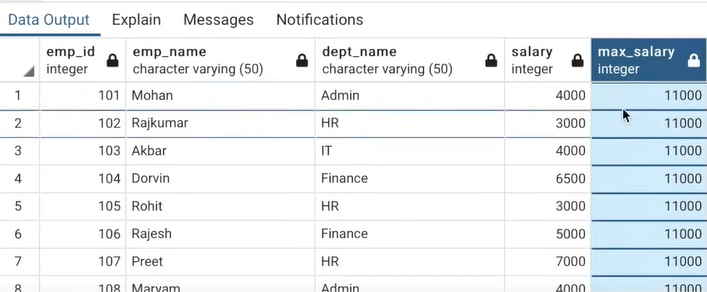 Data Output Explain Messages Notifications
emp_id emp_name dept_name salary max_salary
integer character varying (50) character varying (50) integer integer
1 101 Mohan Admin 4000 11000
2 102 Rajkumar HR 3000 11000
3 103 Akbar IT 4000 11000
4 104 Dorvin Finance 6500 11000
5 105 Rohit HR 3000 11000
6 106 Rajesh Finance 5000 11000
7 107 Preet HR 7000 11000
8 108 Maryam Admin 4000 11000